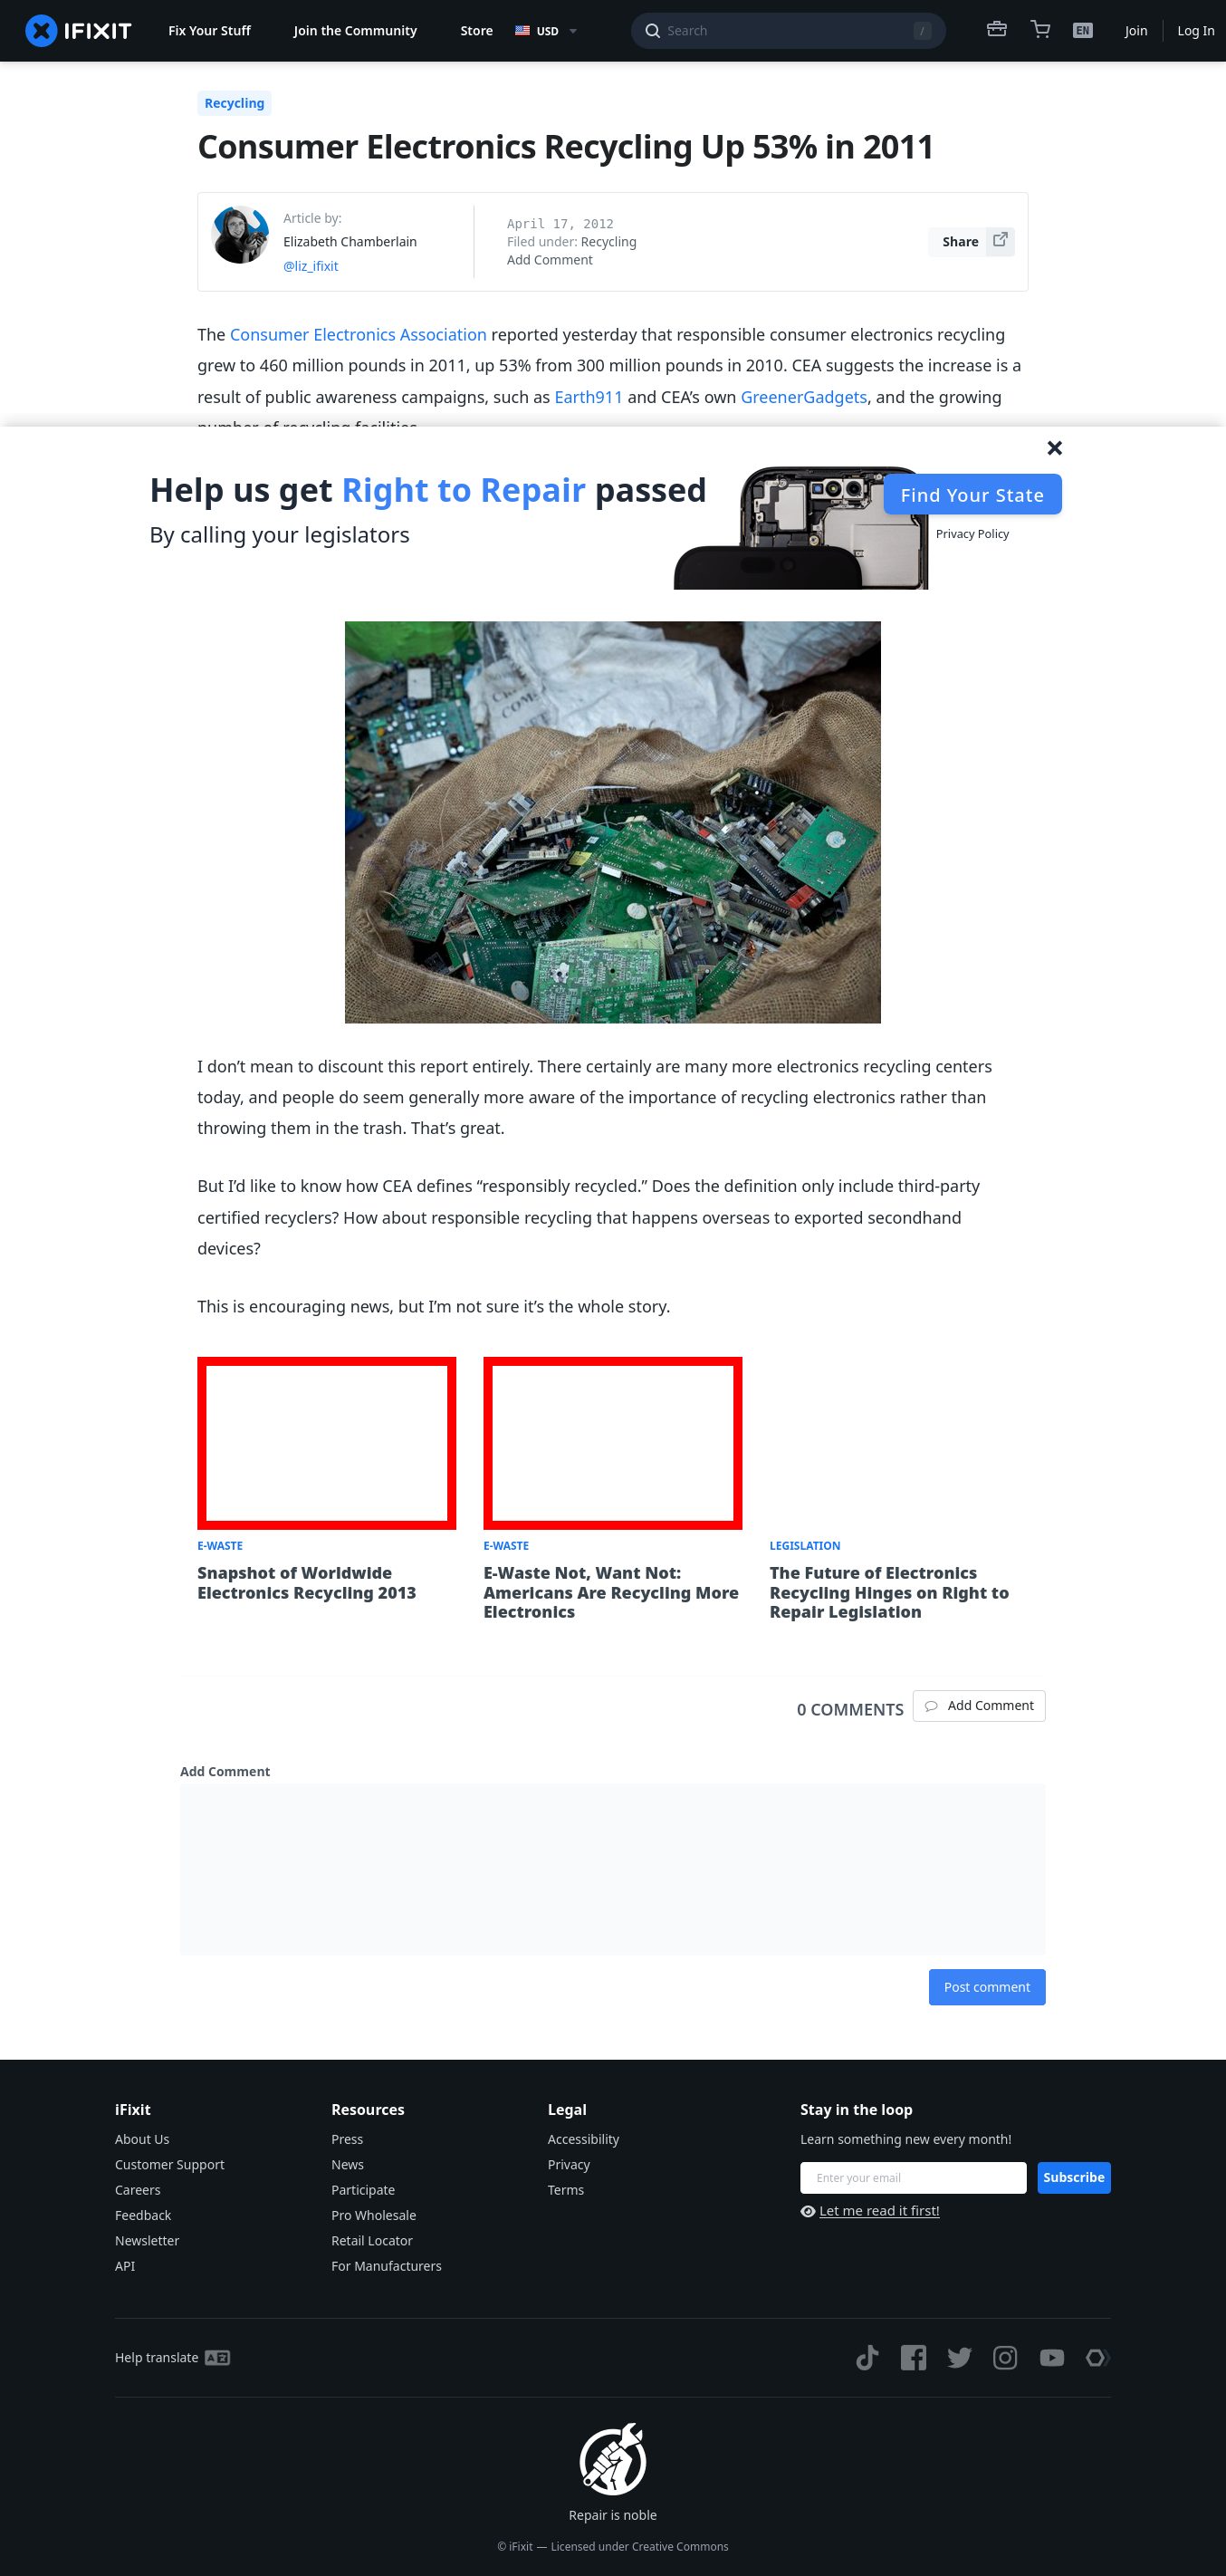 IFIXIT
Fix Your Stuff
Join the Community
Store
USD
Search
/
EN
Join
Log In
Recycling
Consumer Electronics Recycling Up 53% in 2011
Article by:
Elizabeth Chamberlain
@liz_ifixit
April 17, 2012
Filed under: Recycling
Add Comment
Share
The Consumer Electronics Association reported yesterday that responsible consumer electronics recycling
grew to 460 million pounds in 2011, up 53% from 300 million pounds in 2010. CEA suggests the increase is a
result of public awareness campaigns, such as Earth911 and CEA’s own GreenerGadgets, and the growing
number of recycling facilities
Help us get Right to Repair passed
By calling your legislators
Find Your State
Privacy Policy
I don’t mean to discount this report entirely. There certainly are many more electronics recycling centers
today, and people do seem generally more aware of the importance of recycling electronics rather than
throwing them in the trash. That’s great.
But I’d like to know how CEA defines “responsibly recycled.” Does the definition only include third-party
certified recyclers? How about responsible recycling that happens overseas to exported secondhand
devices?
This is encouraging news, but I’m not sure it’s the whole story.
E-WASTE
Snapshot of Worldwide
Electronics Recycling 2013
E-WASTE
E-Waste Not, Want Not:
Americans Are Recycling More
Electronics
LEGISLATION
The Future of Electronics
Recycling Hinges on Right to
Repair Legislation
0 COMMENTS
Add Comment
Add Comment
Post comment
iFixit
About Us
Customer Support
Careers
Feedback
Newsletter
API
Resources
Press
News
Participate
Pro Wholesale
Retail Locator
For Manufacturers
Legal
Accessibility
Privacy
Terms
Stay in the loop
Learn something new every month!
Enter your email
Subscribe
Let me read it first!
Help translate
Repair is noble
© iFixit — Licensed under Creative Commons